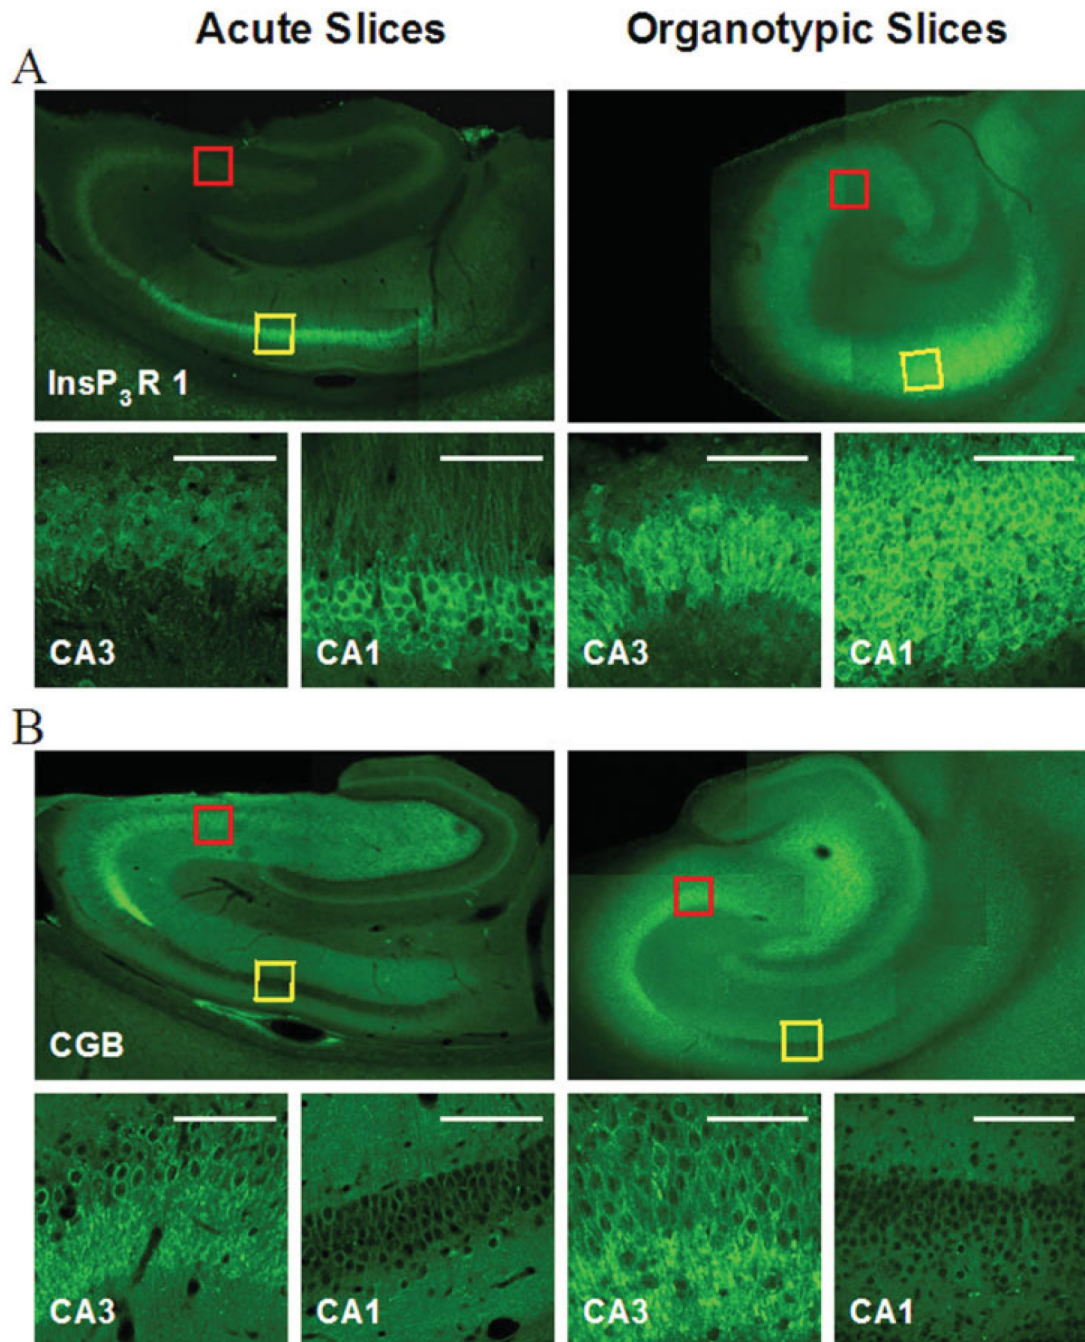 Acute Slices Organotypic Slices
A
InsP₃R 1
CA3 CA1 CA3 CA1
B
CGB
CA3 CA1 CA3 CA1